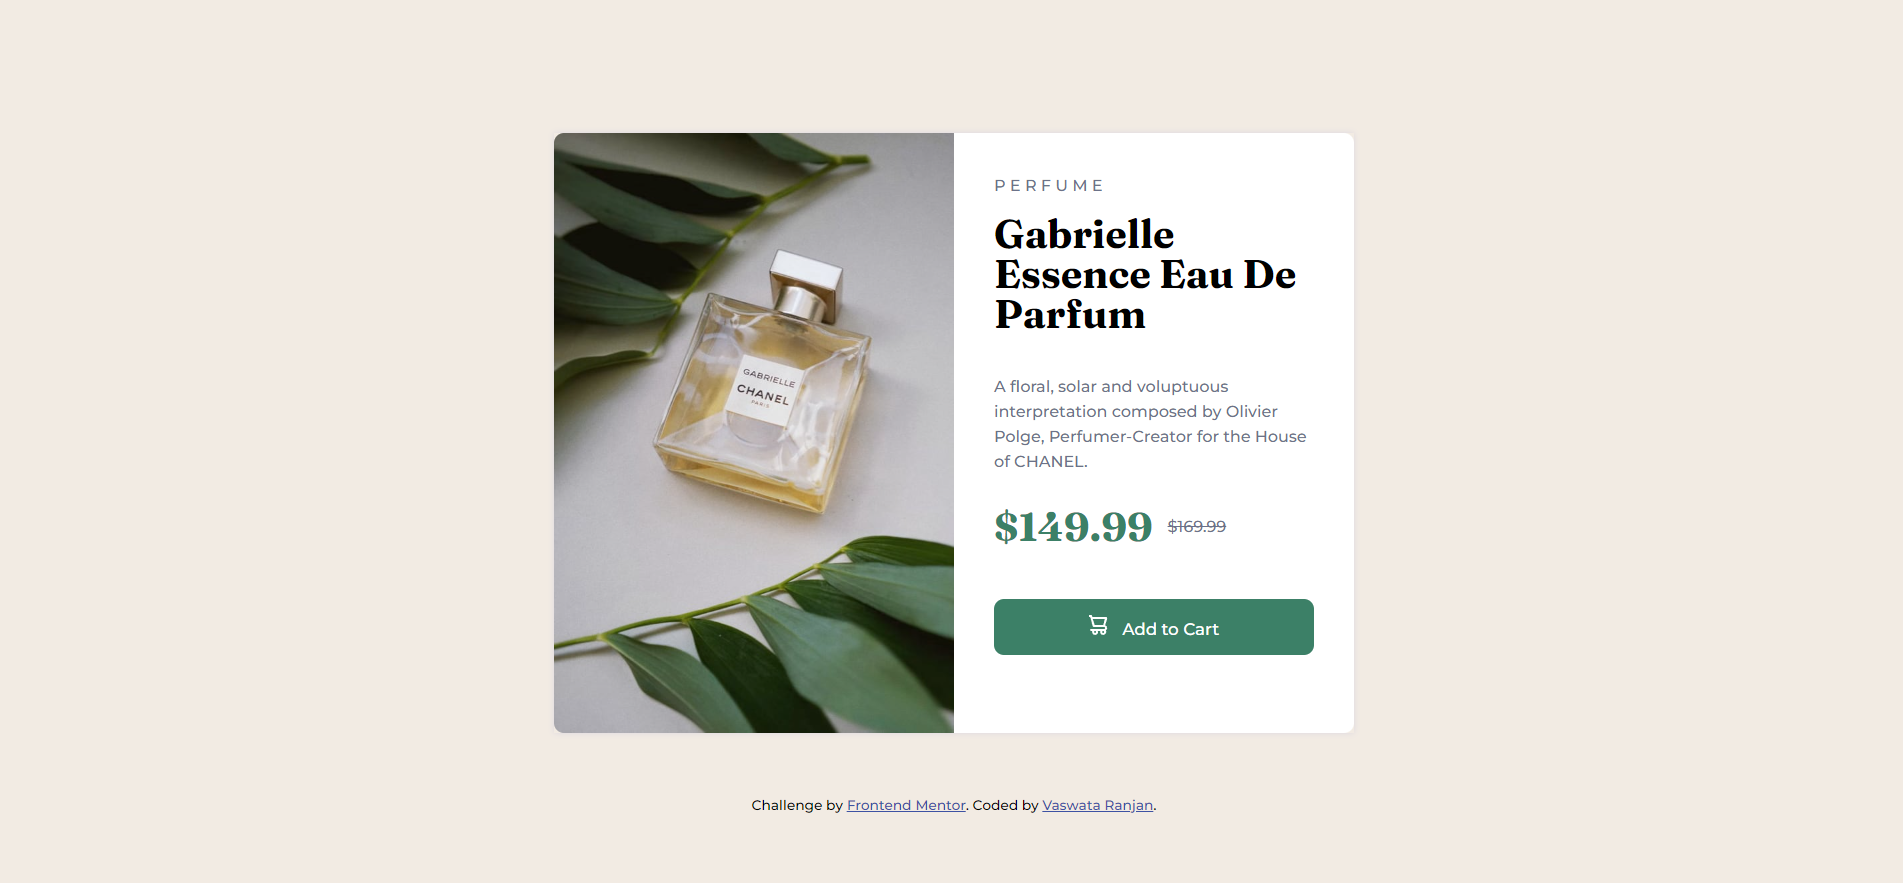 GABRIELLE
CHANEL
PARIS
PERFUME
Gabrielle
Essence Eau De
Parfum
A floral, solar and voluptuous
interpretation composed by Olivier
Polge, Perfumer-Creator for the House
of CHANEL.
$149.99 $169.99
Add to Cart
Challenge by Frontend Mentor. Coded by Vaswata Ranjan.